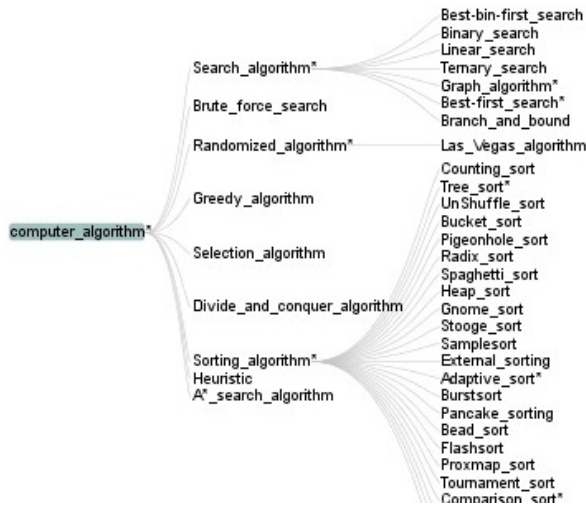 computer_algorithm*
Search_algorithm*
Brute_force_search
Randomized_algorithm*
Greedy_algorithm
Selection_algorithm
Divide_and_conquer_algorithm
Sorting_algorithm*
Heuristic
A*_search_algorithm
Best-bin-first_search
Binary_search
Linear_search
Ternary_search
Graph_algorithm*
Best-first_search*
Branch_and_bound
Las_Vegas_algorithm
Counting_sort
Tree_sort*
UnShuffle_sort
Bucket_sort
Pigeonhole_sort
Radix_sort
Spaghetti_sort
Heap_sort
Gnome_sort
Stooge_sort
Samplesort
External_sorting
Adaptive_sort*
Burstsort
Pancake_sorting
Bead_sort
Flashsort
Proxmap_sort
Tournament_sort
Comparison_sort*